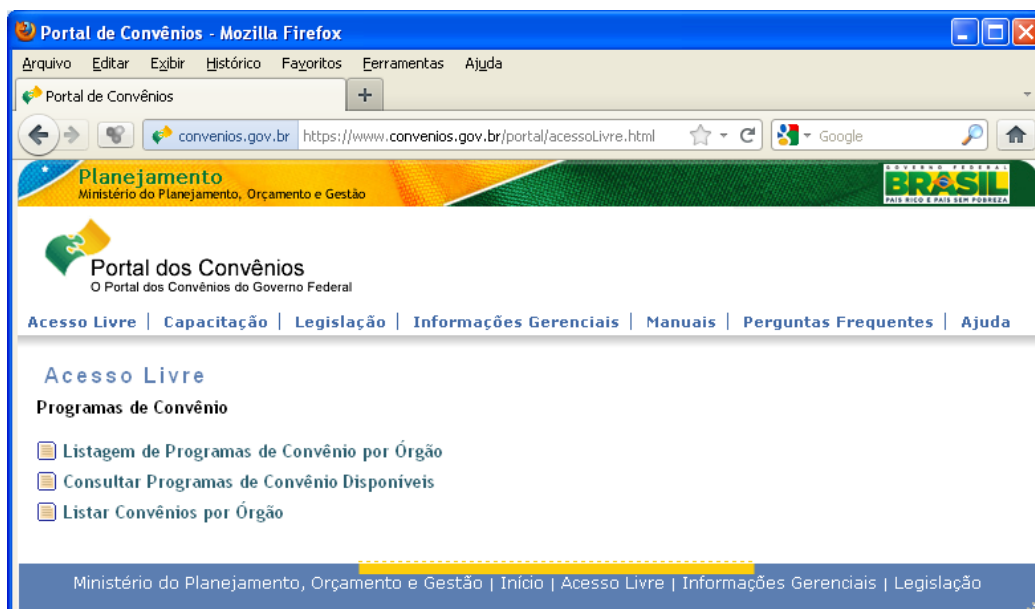 Portal de Convênios - Mozilla Firefox
Arquivo Editar Exibir Histórico Favoritos Ferramentas Ajuda
Portal de Convênios
convenios.gov.br https://www.convenios.gov.br/portal/acessoLivre.html Google
Planejamento
Ministério do Planejamento, Orçamento e Gestão
GOVERNO FEDERAL
BRASIL
PAÍS RICO É PAÍS SEM POBREZA
Portal dos Convênios
O Portal dos Convênios do Governo Federal
Acesso Livre | Capacitação | Legislação | Informações Gerenciais | Manuais | Perguntas Frequentes | Ajuda
Acesso Livre
Programas de Convênio
Listagem de Programas de Convênio por Órgão
Consultar Programas de Convênio Disponíveis
Listar Convênios por Órgão
Ministério do Planejamento, Orçamento e Gestão | Início | Acesso Livre | Informações Gerenciais | Legislação